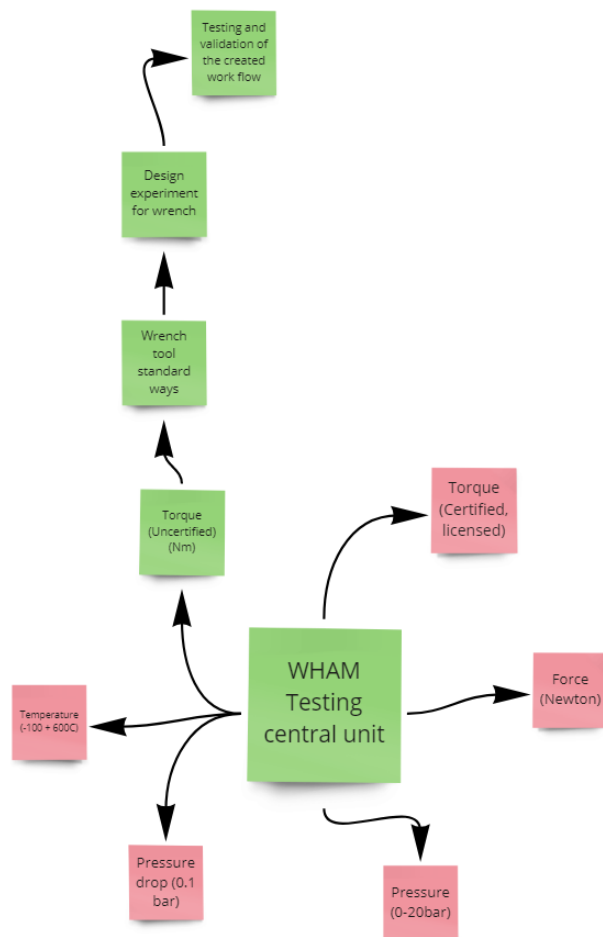 Testing and
validation of
the created
work flow
Design
experiment
for wrench
Wrench
tool
standard
ways
Torque
(Uncertified)
(Nm)
Torque
(Certified,
licensed)
WHAM
Testing
central unit
Force
(Newton)
Temperature
(-100 + 600C)
Pressure
drop (0.1
bar)
Pressure
(0-20bar)